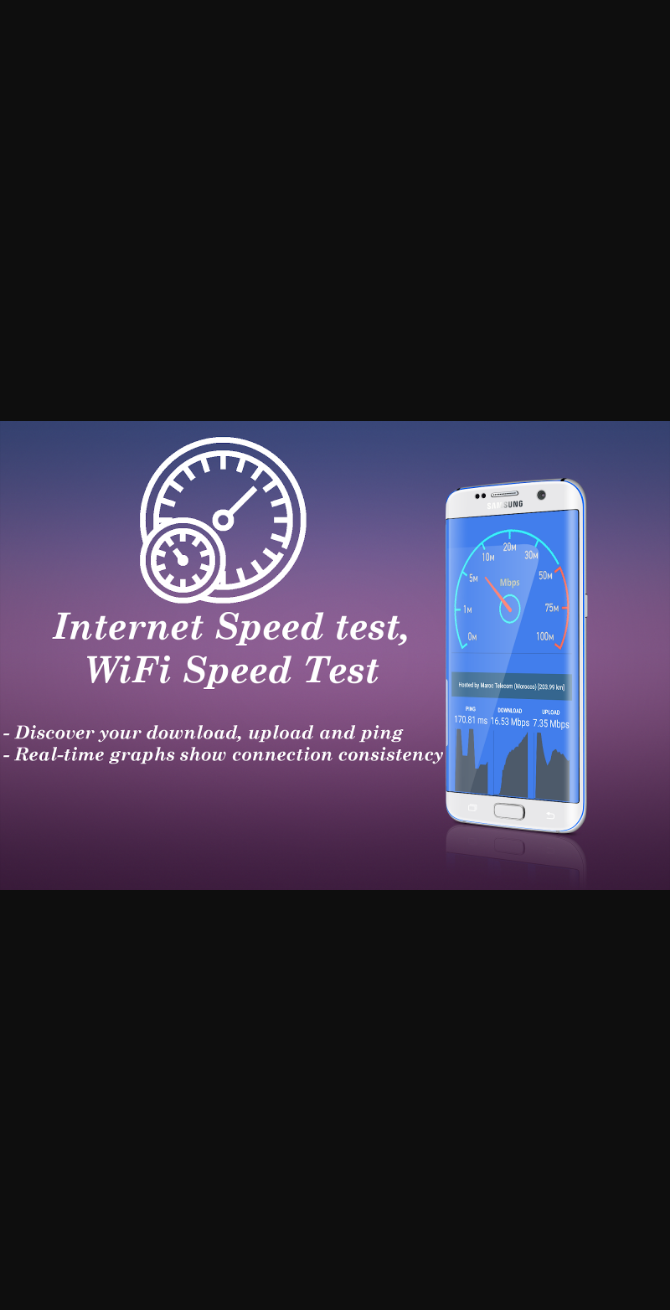 Internet Speed test,
WiFi Speed Test
- Discover your download, upload and ping
- Real-time graphs show connection consistency
SAMSUNG
20M
10M 30M
5M Mbps 50M
1M 75M
0M 100M
Hosted by Maroc Telecom (Morocco) [203.99 km]
PING DOWNLOAD UPLOAD
170.81 ms 16.53 Mbps 7.35 Mbps